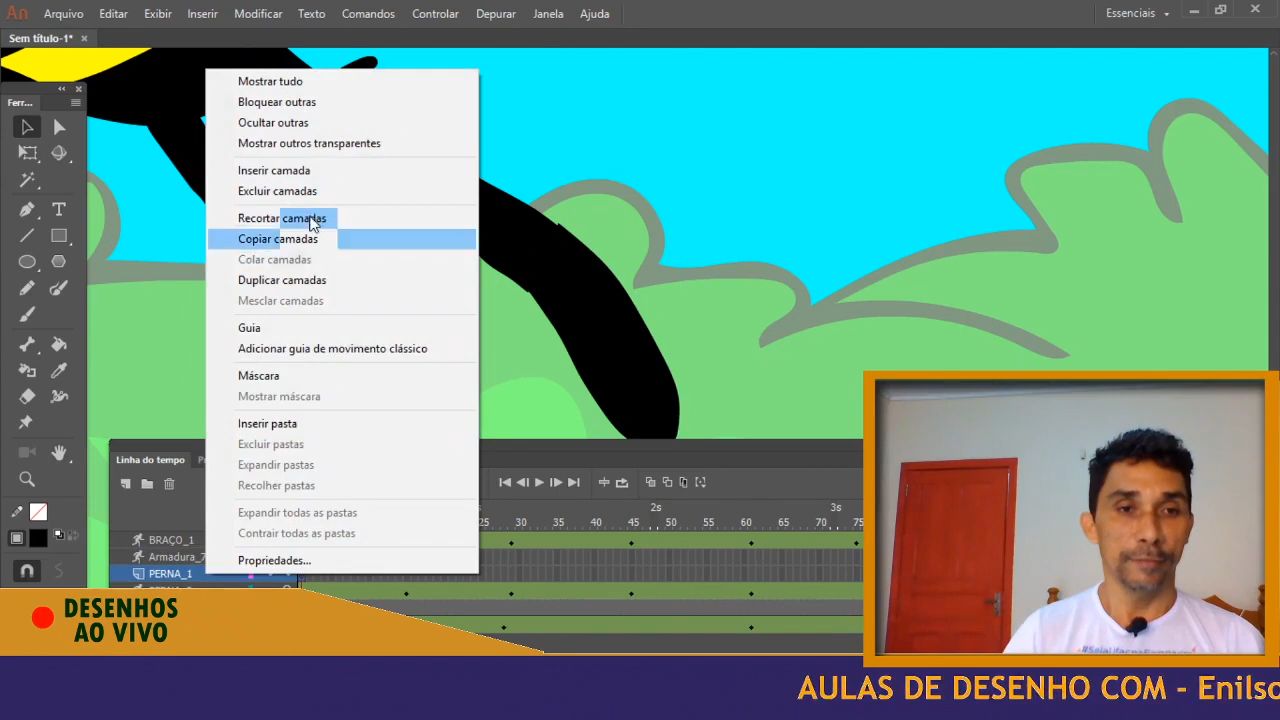 An Arquivo Editar Exibir Inserir Modificar Texto Comandos Controlar Depurar Janela Ajuda Essenciais
Sem título-1*
Ferr...
Mostrar tudo
Bloquear outras
Ocultar outras
Mostrar outros transparentes
Inserir camada
Excluir camadas
Recortar camadas
Copiar camadas
Colar camadas
Duplicar camadas
Mesclar camadas
Guia
Adicionar guia de movimento clássico
Máscara
Mostrar máscara
Inserir pasta
Excluir pastas
Expandir pastas
Recolher pastas
Expandir todas as pastas
Contrair todas as pastas
Propriedades...
Linha do tempo
2s 3s
25 30 35 40 45 50 55 60 65 70 75
BRAÇO_1
Armadura_7
PERNA_1
DESENHOS
AO VIVO
AULAS DE DESENHO COM - Enilso